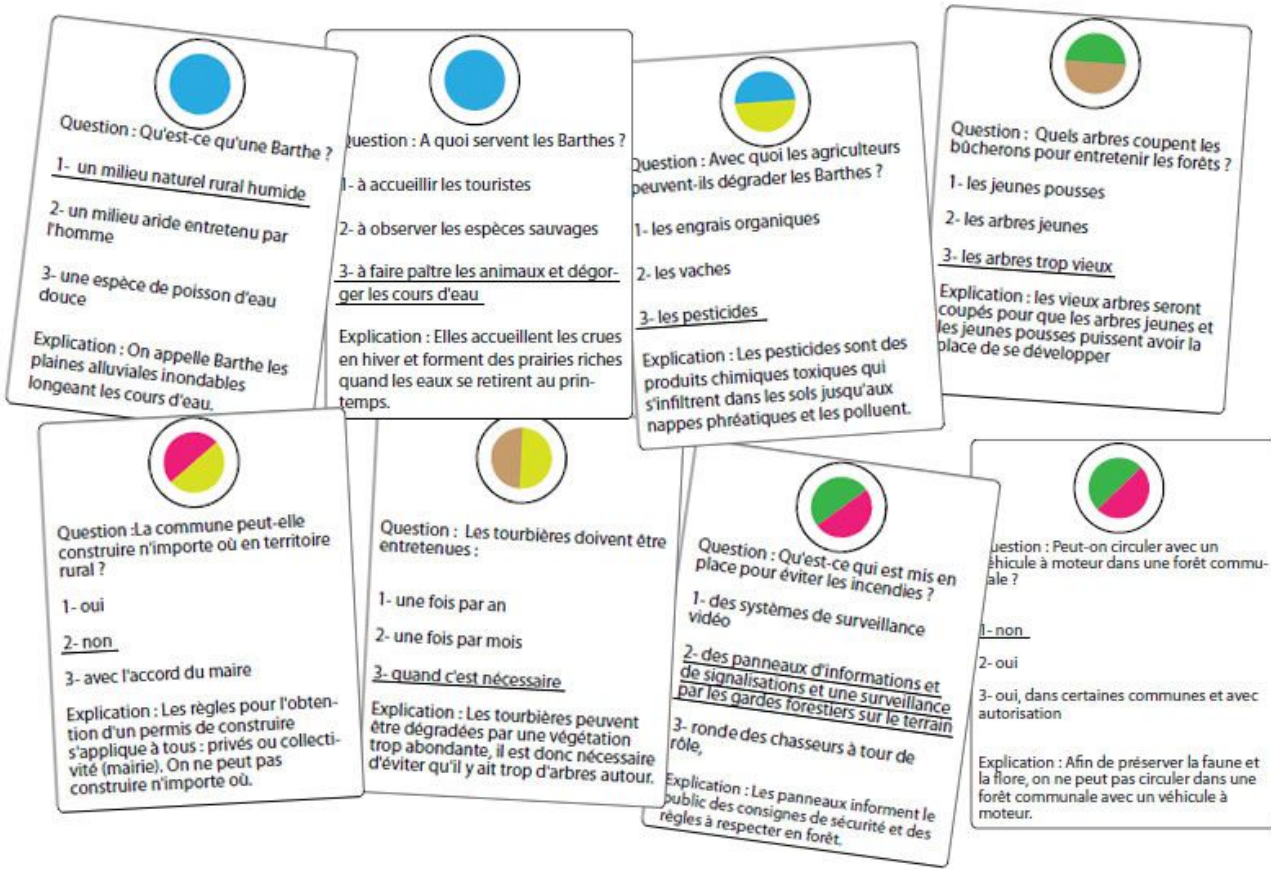 Question : Qu'est-ce qu'une Barthe ?
1- un milieu naturel rural humide
2- un milieu aride entretenu par
l'homme
3- une espèce de poisson d'eau
douce
Explication : On appelle Barthe les
plaines alluviales inondables
longeant les cours d'eau.
Question : A quoi servent les Barthes ?
1- à accueillir les touristes
2- à observer les espèces sauvages
3- à faire paître les animaux et dégor-
ger les cours d'eau
Explication : Elles accueillent les crues
en hiver et forment des prairies riches
quand les eaux se retirent au prin-
temps.
Question : Avec quoi les agriculteurs
peuvent-ils dégrader les Barthes ?
1- les engrais organiques
2- les vaches
3- les pesticides
Explication : Les pesticides sont des
produits chimiques toxiques qui
s'infiltrent dans les sols jusqu'aux
nappes phréatiques et les polluent.
Question : Quels arbres coupent les
bûcherons pour entretenir les forêts ?
1- les jeunes pousses
2- les arbres jeunes
3- les arbres trop vieux
Explication : les vieux arbres seront
coupés pour que les arbres jeunes et
les jeunes pousses puissent avoir la
place de se développer
Question :La commune peut-elle
construire n'importe où en territoire
rural ?
1- oui
2- non
3- avec l'accord du maire
Explication : Les règles pour l'obten-
tion d'un permis de construire
s'applique à tous : privés ou collecti-
vité (mairie). On ne peut pas
construire n'importe où.
Question : Les tourbières doivent être
entretenues :
1- une fois par an
2- une fois par mois
3- quand c'est nécessaire
Explication : Les tourbières peuvent
être dégradées par une végétation
trop abondante, il est donc nécessaire
d'éviter qu'il y ait trop d'arbres autour.
Question : Qu'est-ce qui est mis en
place pour éviter les incendies ?
1- des systèmes de surveillance
vidéo
2- des panneaux d'informations et
de signalisations et une surveillance
par les gardes forestiers sur le terrain
3- ronde des chasseurs à tour de
rôle,
Explication : Les panneaux informent le
public des consignes de sécurité et des
règles à respecter en forêt.
Question : Peut-on circuler avec un
véhicule à moteur dans une forêt commu-
nale ?
1- non
2- oui
3- oui, dans certaines communes et avec
autorisation
Explication : Afin de préserver la faune et
la flore, on ne peut pas circuler dans une
forêt communale avec un véhicule à
moteur.